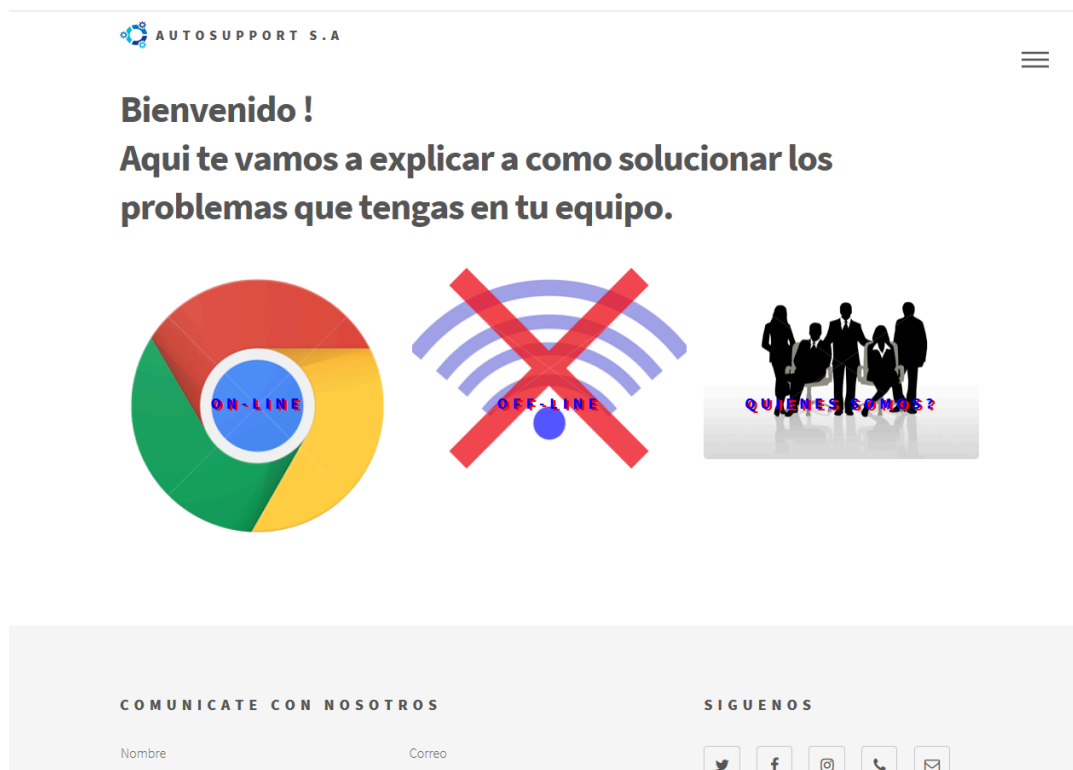 AUTOSUPPORT S.A
Bienvenido !
Aqui te vamos a explicar a como solucionar los
problemas que tengas en tu equipo.
ON-LINE
OFF-LINE
QUIENES SOMOS?
COMUNICATE CON NOSOTROS
SIGUENOS
Nombre
Correo